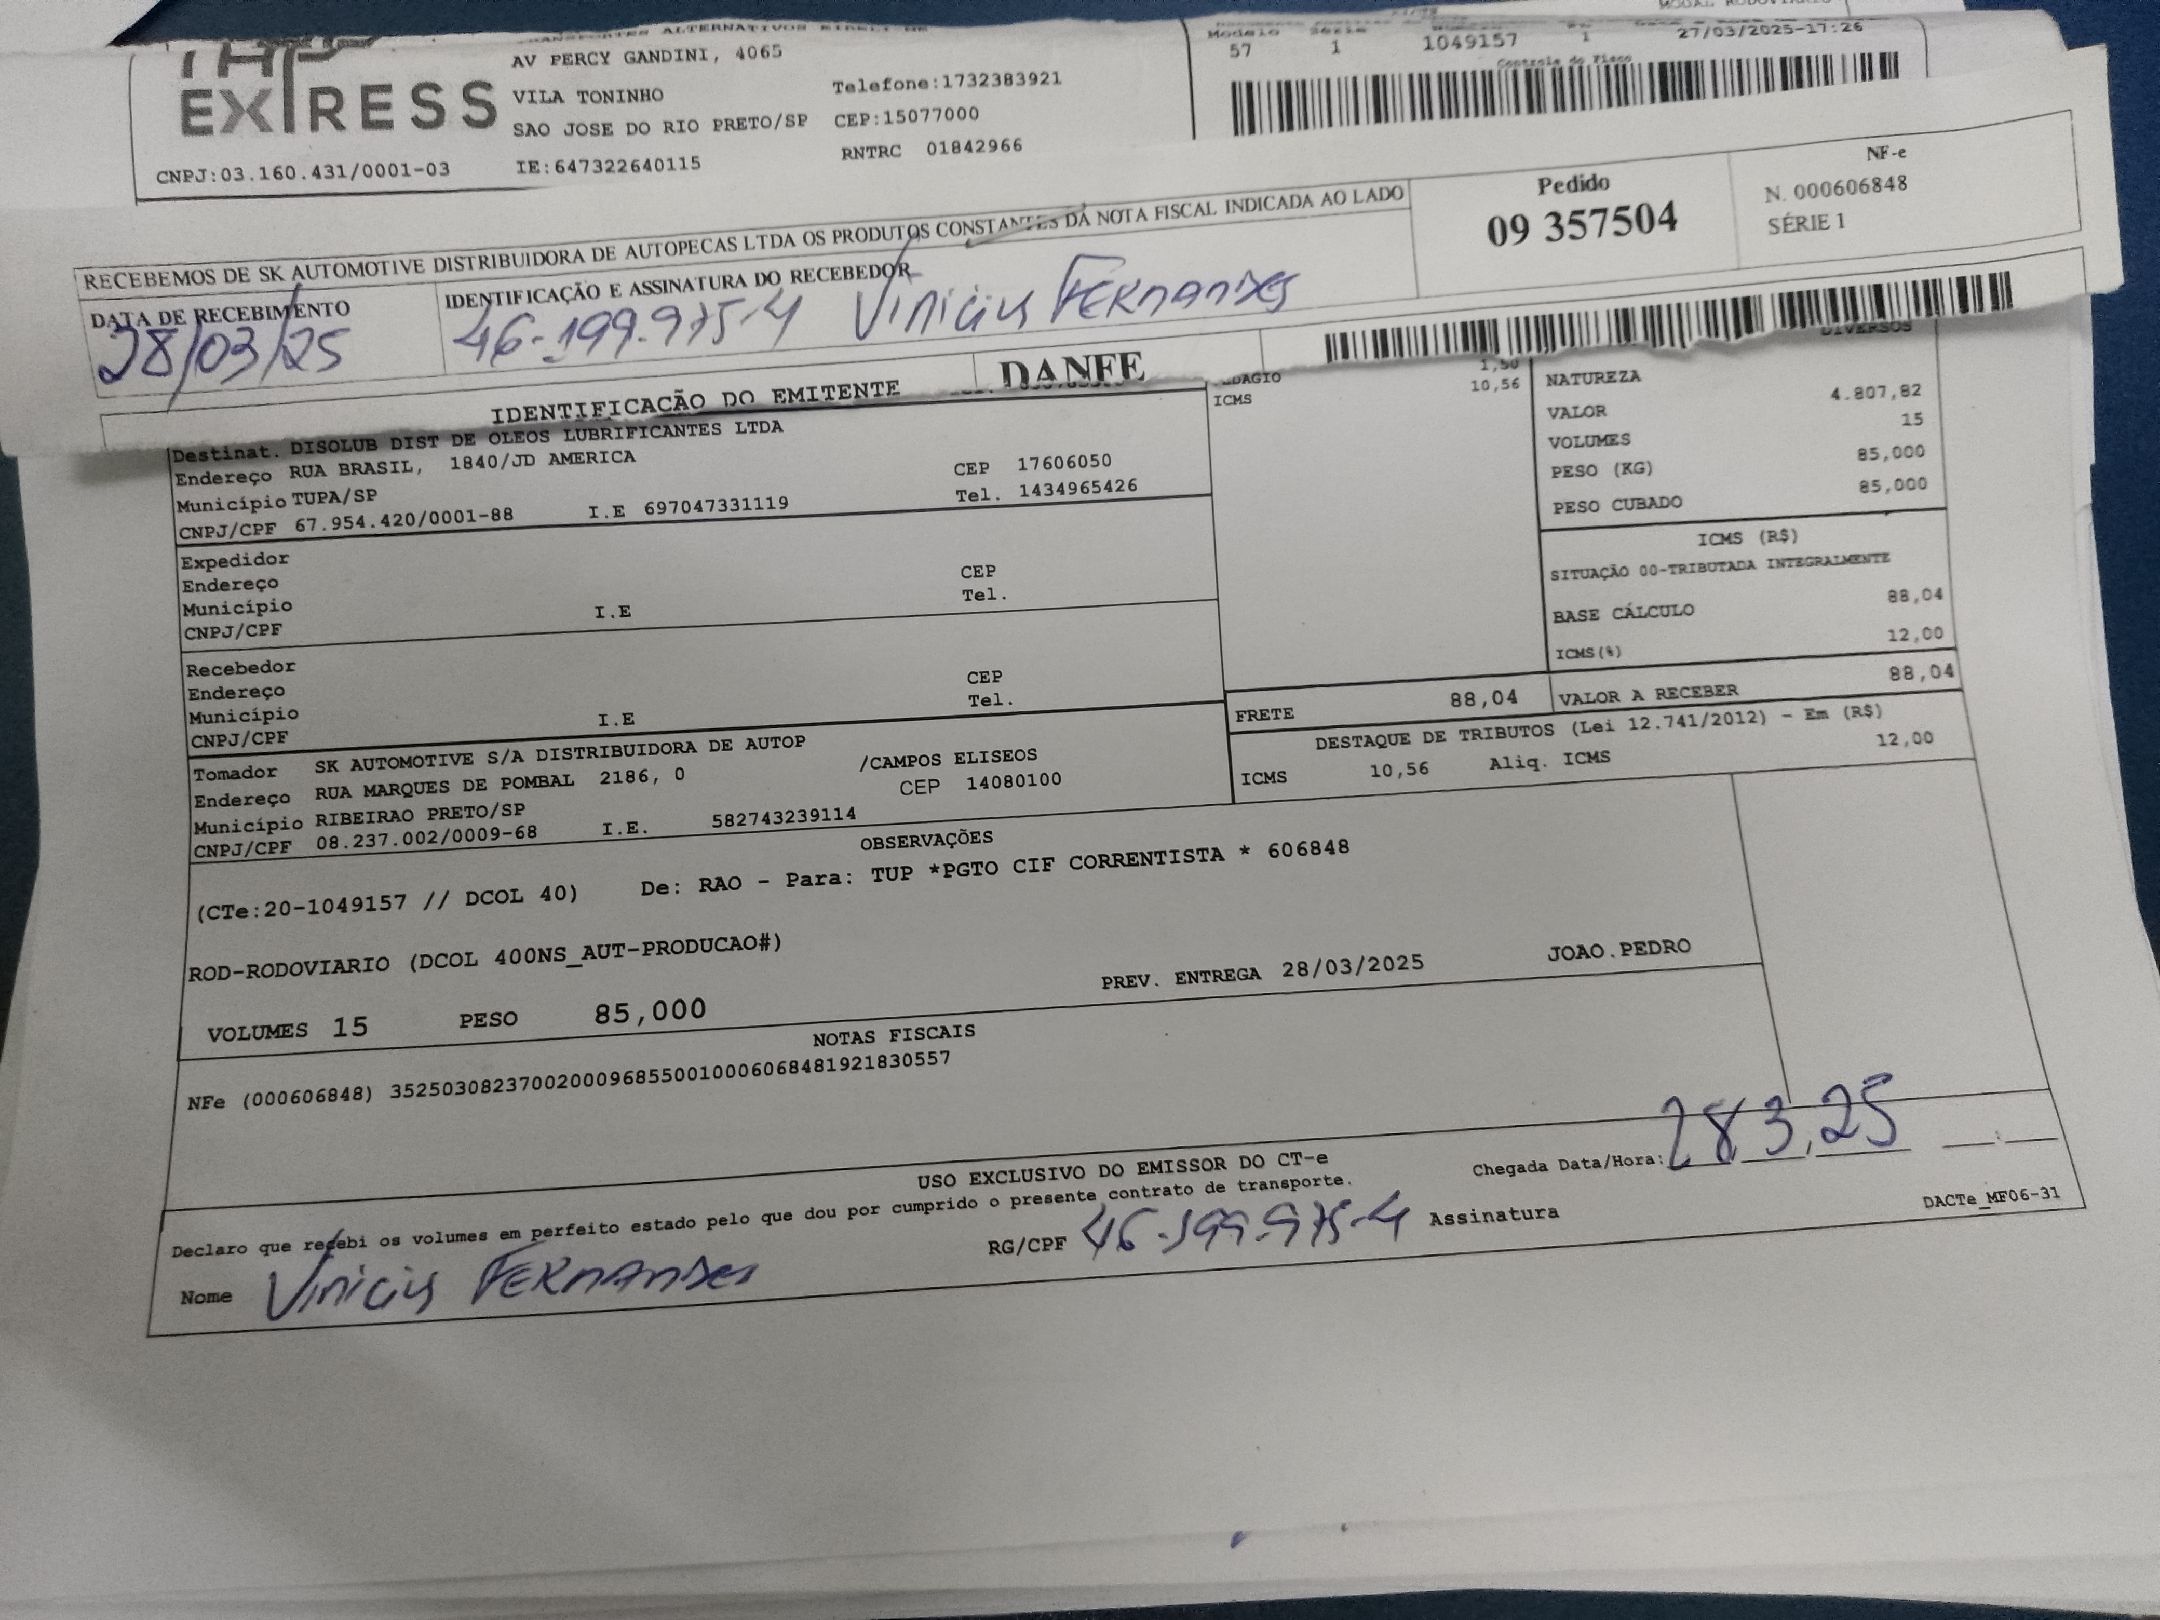 EXPRESS
CNPJ:03.160.431/0001-03
AV PERCY GANDINI, 4065
VILA TONINHO
SAO JOSE DO RIO PRETO/SP
IE:647322640115
Telefone:1732383921
CEP:15077000
RNTRC 01842966
Modelo
57 1 1049157 1 27/03/2025-17:26
Controle do Fisco
RECEBEMOS DE SK AUTOMOTIVE DISTRIBUIDORA DE AUTOPECAS LTDA OS PRODUTOS CONSTANTES DA NOTA FISCAL INDICADA AO LADO
DATA DE RECEBIMENTO
28/03/25
IDENTIFICAÇÃO E ASSINATURA DO RECEBEDOR
46-199.975-4 Vinicius FERNANDES
Pedido
09 357504
NF-e
N. 000606848
SÉRIE 1
IDENTIFICAÇÃO DO EMITENTE
DANFE
Destinat. DISOLUB DIST DE OLEOS LUBRIFICANTES LTDA
Endereço RUA BRASIL, 1840/JD AMERICA
Município TUPA/SP CEP 17606050
CNPJ/CPF 67.954.420/0001-88 I.E 697047331119 Tel. 1434965426
Expedidor
Endereço CEP
Município Tel.
CNPJ/CPF I.E
Recebedor
Endereço CEP
Município Tel.
CNPJ/CPF I.E
Tomador SK AUTOMOTIVE S/A DISTRIBUIDORA DE AUTOP
Endereço RUA MARQUES DE POMBAL 2186, 0 /CAMPOS ELISEOS
Município RIBEIRAO PRETO/SP CEP 14080100
CNPJ/CPF 08.237.002/0009-68 I.E. 582743239114
1,50
ICMS 10,56
DIVERSOS
NATUREZA
VALOR 4.807,82
VOLUMES 15
PESO (KG) 85,000
PESO CUBADO 85,000
ICMS (R$)
SITUAÇÃO 00-TRIBUTADA INTEGRALMENTE
BASE CÁLCULO 88,04
ICMS(%) 12,00
FRETE 88,04 VALOR A RECEBER 88,04
DESTAQUE DE TRIBUTOS (Lei 12.741/2012) - Em (R$)
ICMS 10,56 Aliq. ICMS 12,00
OBSERVAÇÕES
(CTe:20-1049157 // DCOL 40) De: RAO - Para: TUP *PGTO CIF CORRENTISTA * 606848
ROD-RODOVIARIO (DCOL 400NS_AUT-PRODUCAO#)
PREV. ENTREGA 28/03/2025 JOAO.PEDRO
VOLUMES 15 PESO 85,000
NOTAS FISCAIS
NFe (000606848) 35250308237002000968550010006068481921830557
USO EXCLUSIVO DO EMISSOR DO CT-e
Declaro que recebi os volumes em perfeito estado pelo que dou por cumprido o presente contrato de transporte.
Chegada Data/Hora: 28 3, 25
Nome Vinicius FERNANDES RG/CPF 46-199-975-4 Assinatura
DACTe_MF06-31